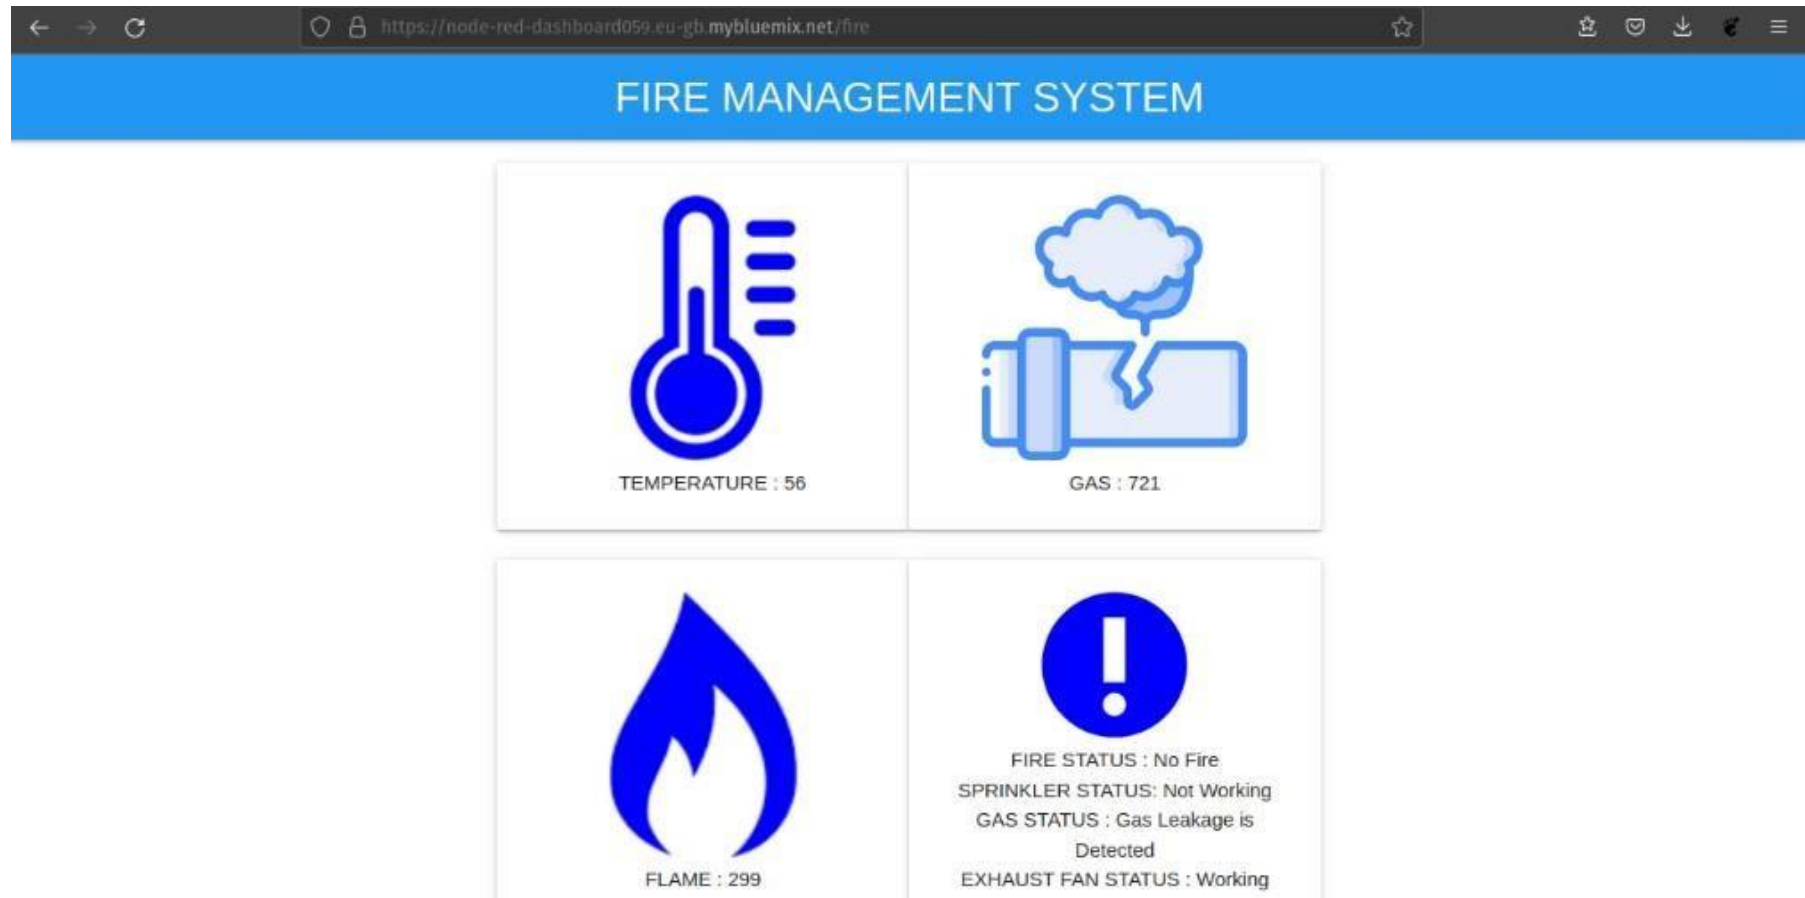 https://node-red-dashboard059.eu-gb.mybluemix.net/fire
FIRE MANAGEMENT SYSTEM
TEMPERATURE : 56
GAS : 721
FLAME : 299
FIRE STATUS : No Fire
SPRINKLER STATUS: Not Working
GAS STATUS : Gas Leakage is
Detected
EXHAUST FAN STATUS : Working